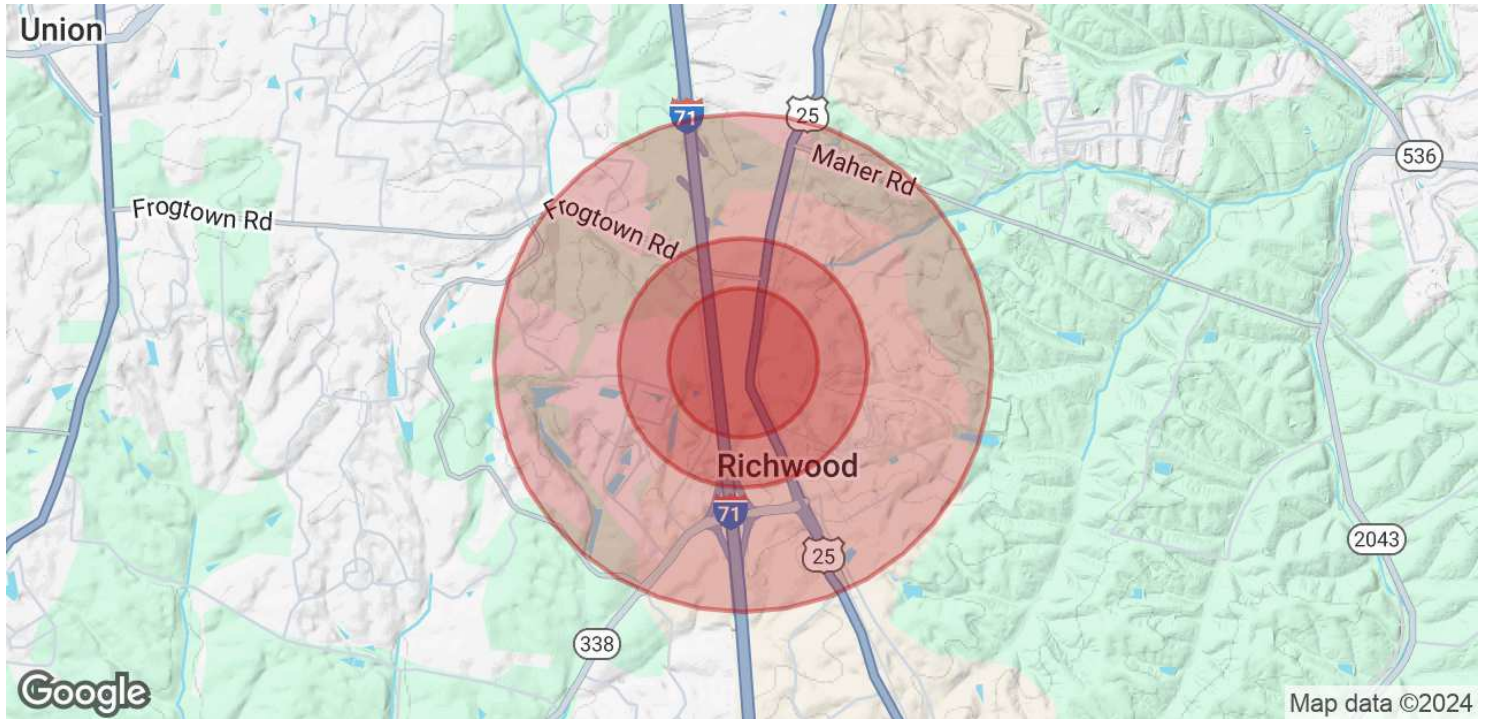 Union
71
25
Maher Rd
536
Frogtown Rd
Frogtown Rd
Richwood
71
25
2043
338
Google
Map data ©2024